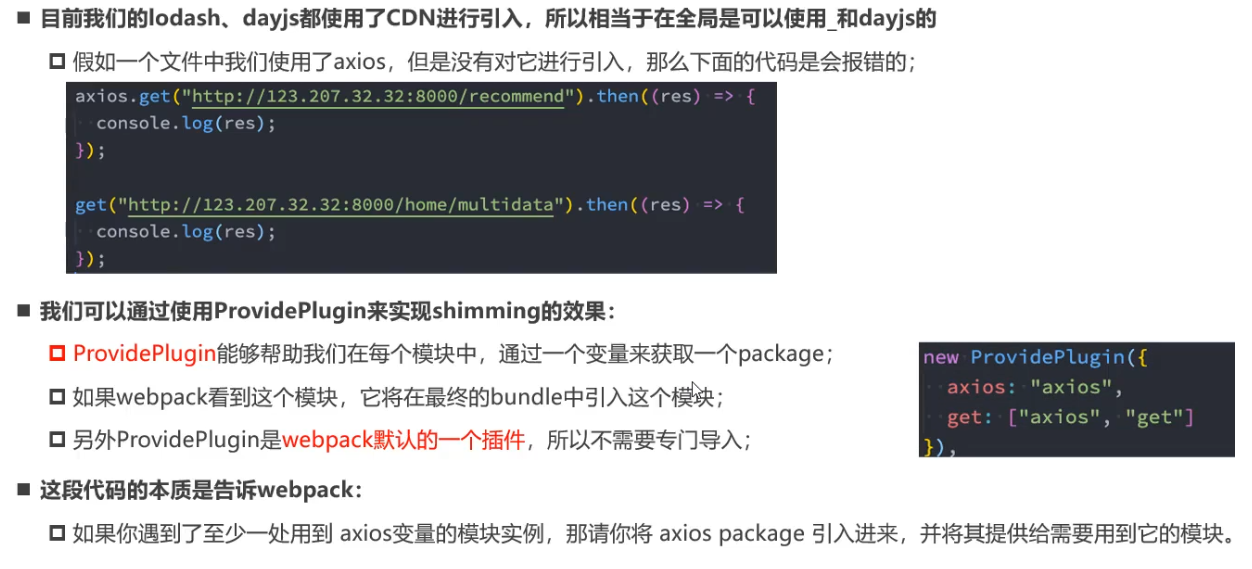 目前我们的lodash、dayjs都使用了CDN进行引入，所以相当于在全局是可以使用_和dayjs的
假如一个文件中我们使用了axios，但是没有对它进行引入，那么下面的代码是会报错的；
axios.get("http://123.207.32.32:8000/recommend").then((res) => {
  console.log(res);
});
get("http://123.207.32.32:8000/home/multidata").then((res) => {
  console.log(res);
});
我们可以通过使用ProvidePlugin来实现shimming的效果：
ProvidePlugin能够帮助我们在每个模块中，通过一个变量来获取一个package；
如果webpack看到这个模块，它将在最终的bundle中引入这个模块；
另外ProvidePlugin是webpack默认的一个插件，所以不需要专门导入；
new ProvidePlugin({
  axios: "axios",
  get: ["axios", "get"]
}),
这段代码的本质是告诉webpack：
如果你遇到了至少一处用到 axios变量的模块实例，那请你将 axios package 引入进来，并将其提供给需要用到它的模块。